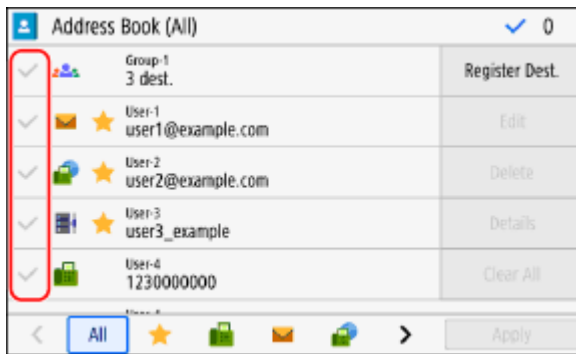 Address Book (All)
0
Group-1
3 dest.
Register Dest.
User-1
user1@example.com
Edit
User-2
user2@example.com
Delete
User-3
user3_example
Details
User-4
1230000000
Clear All
All
Apply